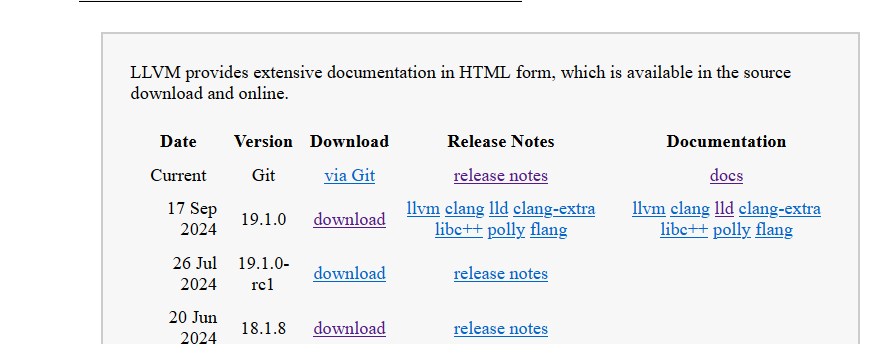 LLVM provides extensive documentation in HTML form, which is available in the source
download and online.
Date Version Download Release Notes Documentation
Current Git via Git release notes docs
17 Sep 2024 19.1.0 download llvm clang lld clang-extra libc++ polly flang llvm clang lld clang-extra libc++ polly flang
26 Jul 2024 19.1.0-rc1 download release notes
20 Jun 2024 18.1.8 download release notes